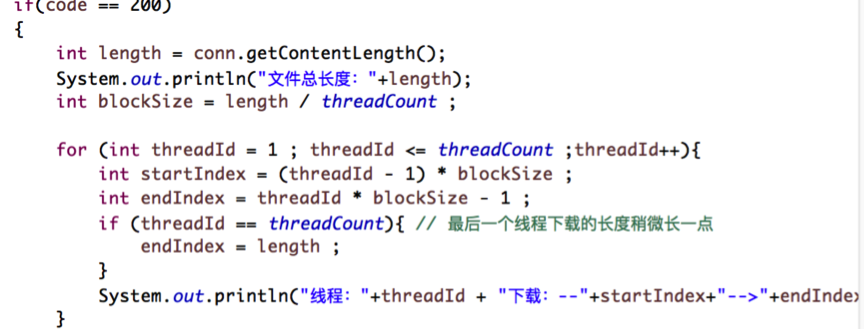 if(code == 200)
{
int length = conn.getContentLength();
System.out.println("文件总长度："+length);
int blockSize = length / threadCount ;
for (int threadId = 1 ; threadId <= threadCount ;threadId++){
int startIndex = (threadId - 1) * blockSize ;
int endIndex = threadId * blockSize - 1 ;
if (threadId == threadCount){ // 最后一个线程下载的长度稍微长一点
endIndex = length ;
}
System.out.println("线程："+threadId + "下载：--"+startIndex+"-->"+endIndex
}